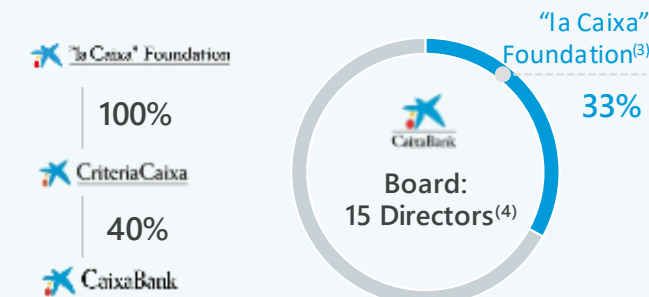 "la Caixa" Foundation
100%
CriteriaCaixa
40%
CaixaBank
"la Caixa"
Foundation(3)
33%
CaixaBank
Board:
15 Directors(4)